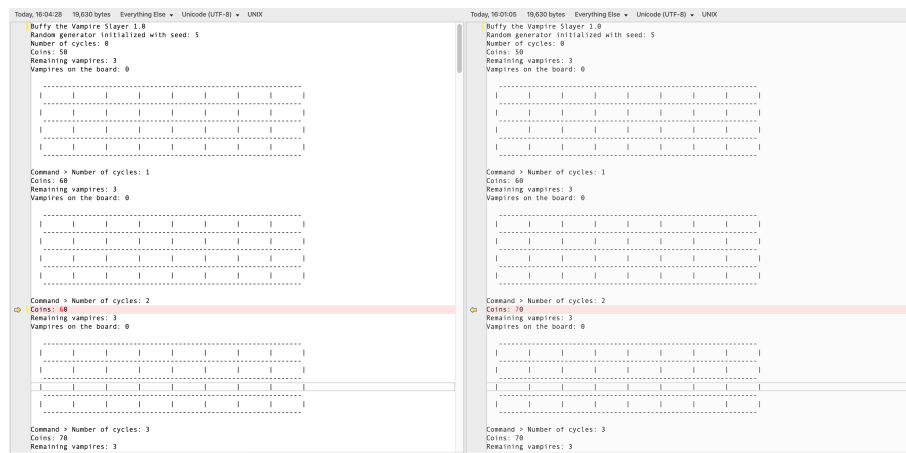 Today, 16:04:28 19,630 bytes Everything Else Unicode (UTF-8) UNIX
Buffy the Vampire Slayer 1.0
Random generator initialized with seed: 5
Number of cycles: 0
Coins: 50
Remaining vampires: 3
Vampires on the board: 0
Command > Number of cycles: 1
Coins: 60
Remaining vampires: 3
Vampires on the board: 0
Command > Number of cycles: 2
Coins: 60
Remaining vampires: 3
Vampires on the board: 0
Command > Number of cycles: 3
Coins: 70
Remaining vampires: 3
Today, 16:01:05 19,630 bytes Everything Else Unicode (UTF-8) UNIX
Buffy the Vampire Slayer 1.0
Random generator initialized with seed: 5
Number of cycles: 0
Coins: 50
Remaining vampires: 3
Vampires on the board: 0
Command > Number of cycles: 1
Coins: 60
Remaining vampires: 3
Vampires on the board: 0
Command > Number of cycles: 2
Coins: 70
Remaining vampires: 3
Vampires on the board: 0
Command > Number of cycles: 3
Coins: 70
Remaining vampires: 3